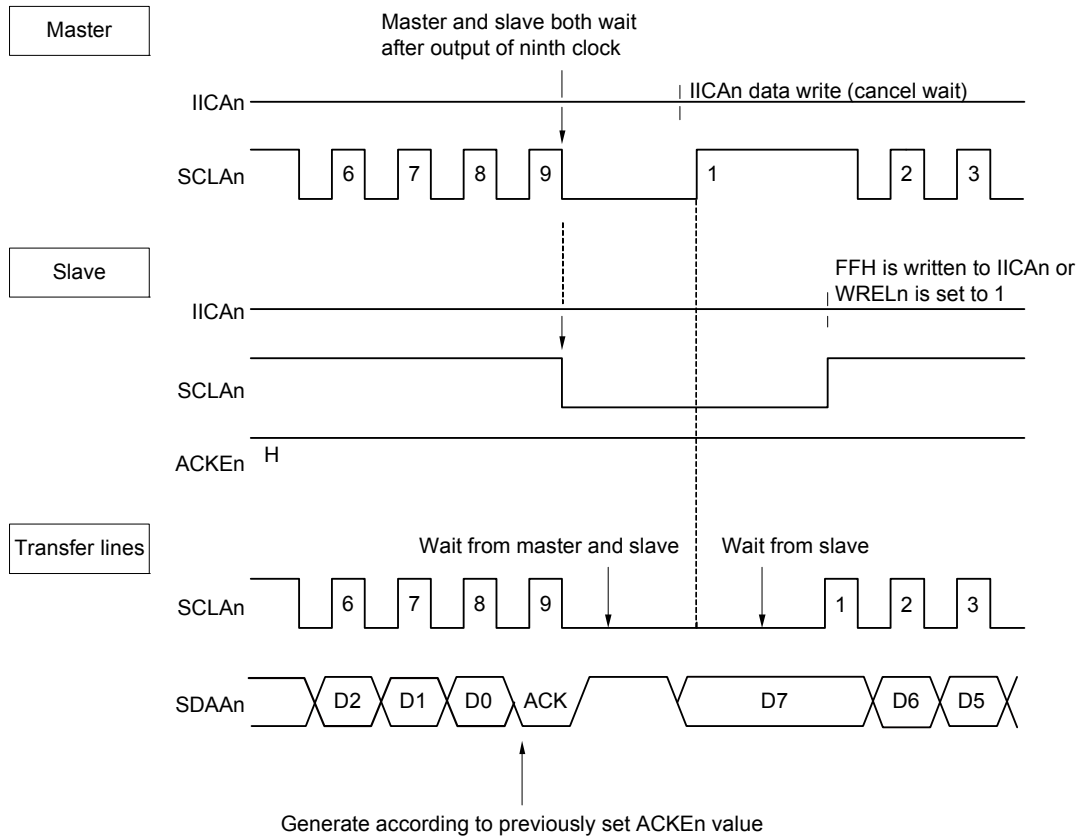 Master
Master and slave both wait
after output of ninth clock
IICAn
IICAn data write (cancel wait)
SCLAn
6 7 8 9 1 2 3
Slave
FFH is written to IICAn or
WRELn is set to 1
IICAn
SCLAn
ACKEn H
Transfer lines
Wait from master and slave
Wait from slave
SCLAn
6 7 8 9 1 2 3
SDAAn
D2 D1 D0 ACK D7 D6 D5
Generate according to previously set ACKEn value